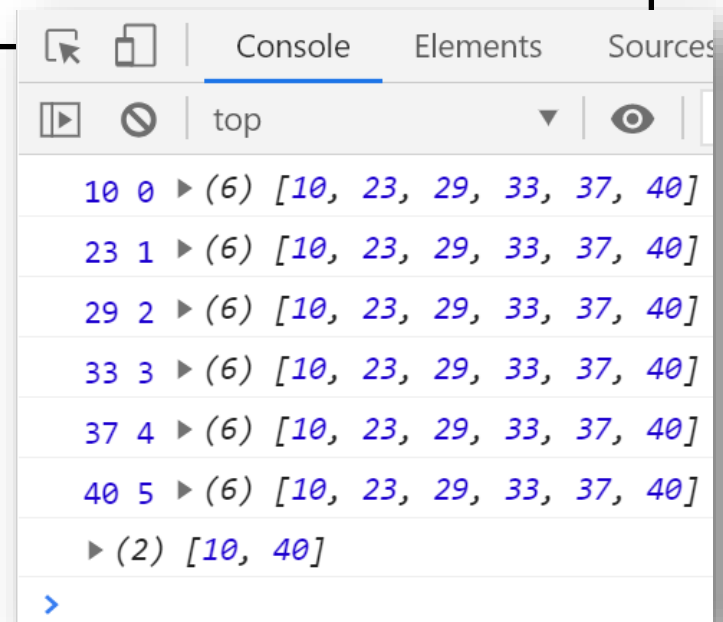 Console Elements Sources
top
10 0 (6) [10, 23, 29, 33, 37, 40]
23 1 (6) [10, 23, 29, 33, 37, 40]
29 2 (6) [10, 23, 29, 33, 37, 40]
33 3 (6) [10, 23, 29, 33, 37, 40]
37 4 (6) [10, 23, 29, 33, 37, 40]
40 5 (6) [10, 23, 29, 33, 37, 40]
(2) [10, 40]